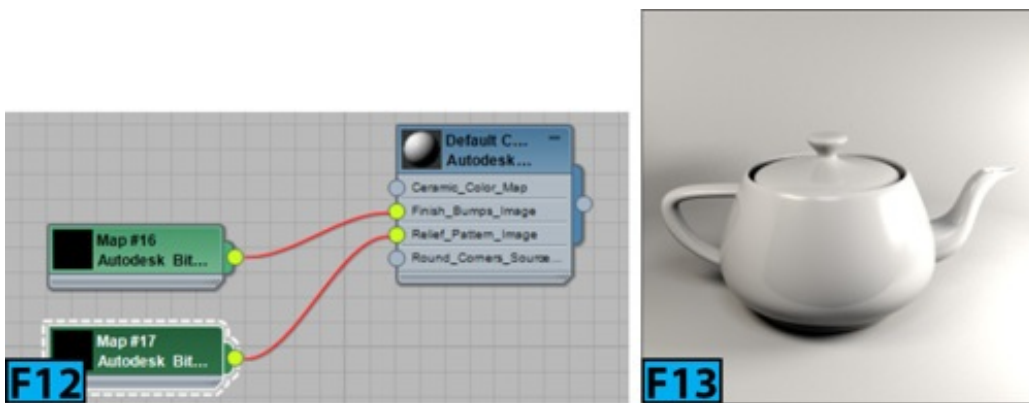 Default C...
Autodesk...
Ceramic_Color_Map
Finish_Bumps_Image
Relief_Pattern_Image
Round_Corners_Source...
Map #16
Autodesk Bit...
Map #17
Autodesk Bit...
F12
F13